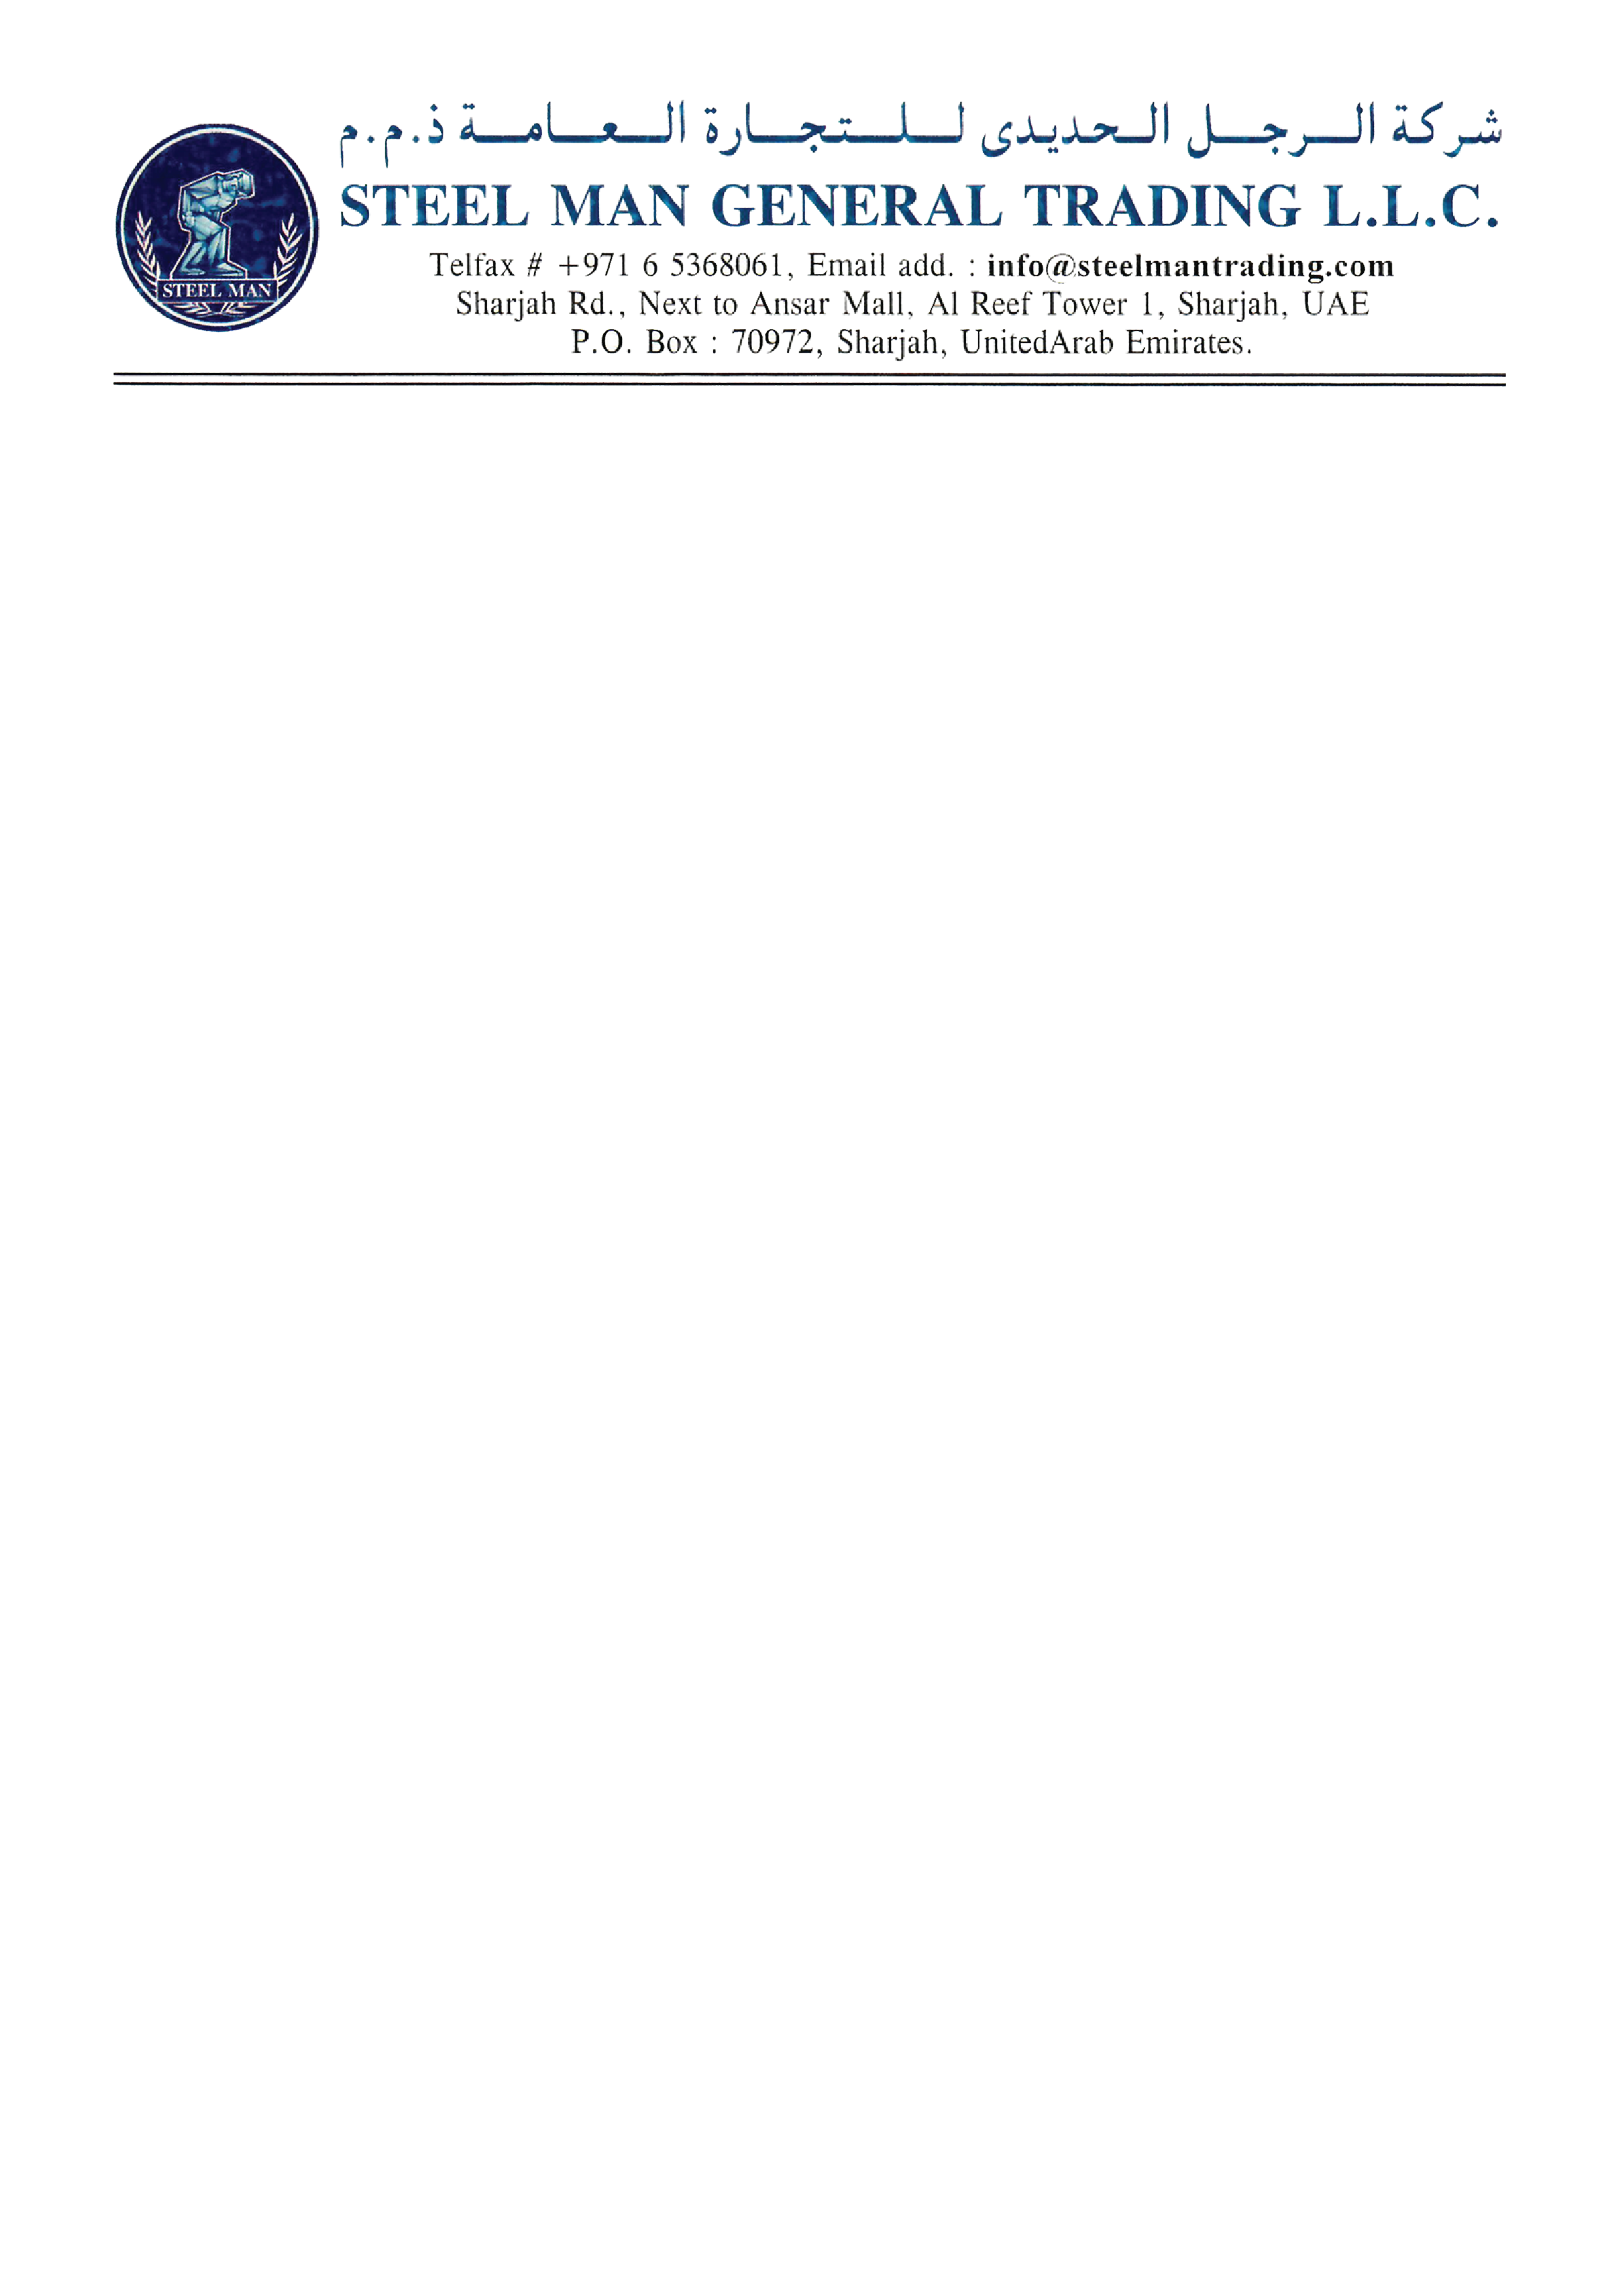 شركة الرجل الحديدى للتجارة العامة ذ.م.م
STEEL MAN GENERAL TRADING L.L.C.
Telfax # +971 6 5368061, Email add. : info@steelmantrading.com
Sharjah Rd., Next to Ansar Mall, Al Reef Tower 1, Sharjah, UAE
P.O. Box : 70972, Sharjah, UnitedArab Emirates.
STEEL MAN